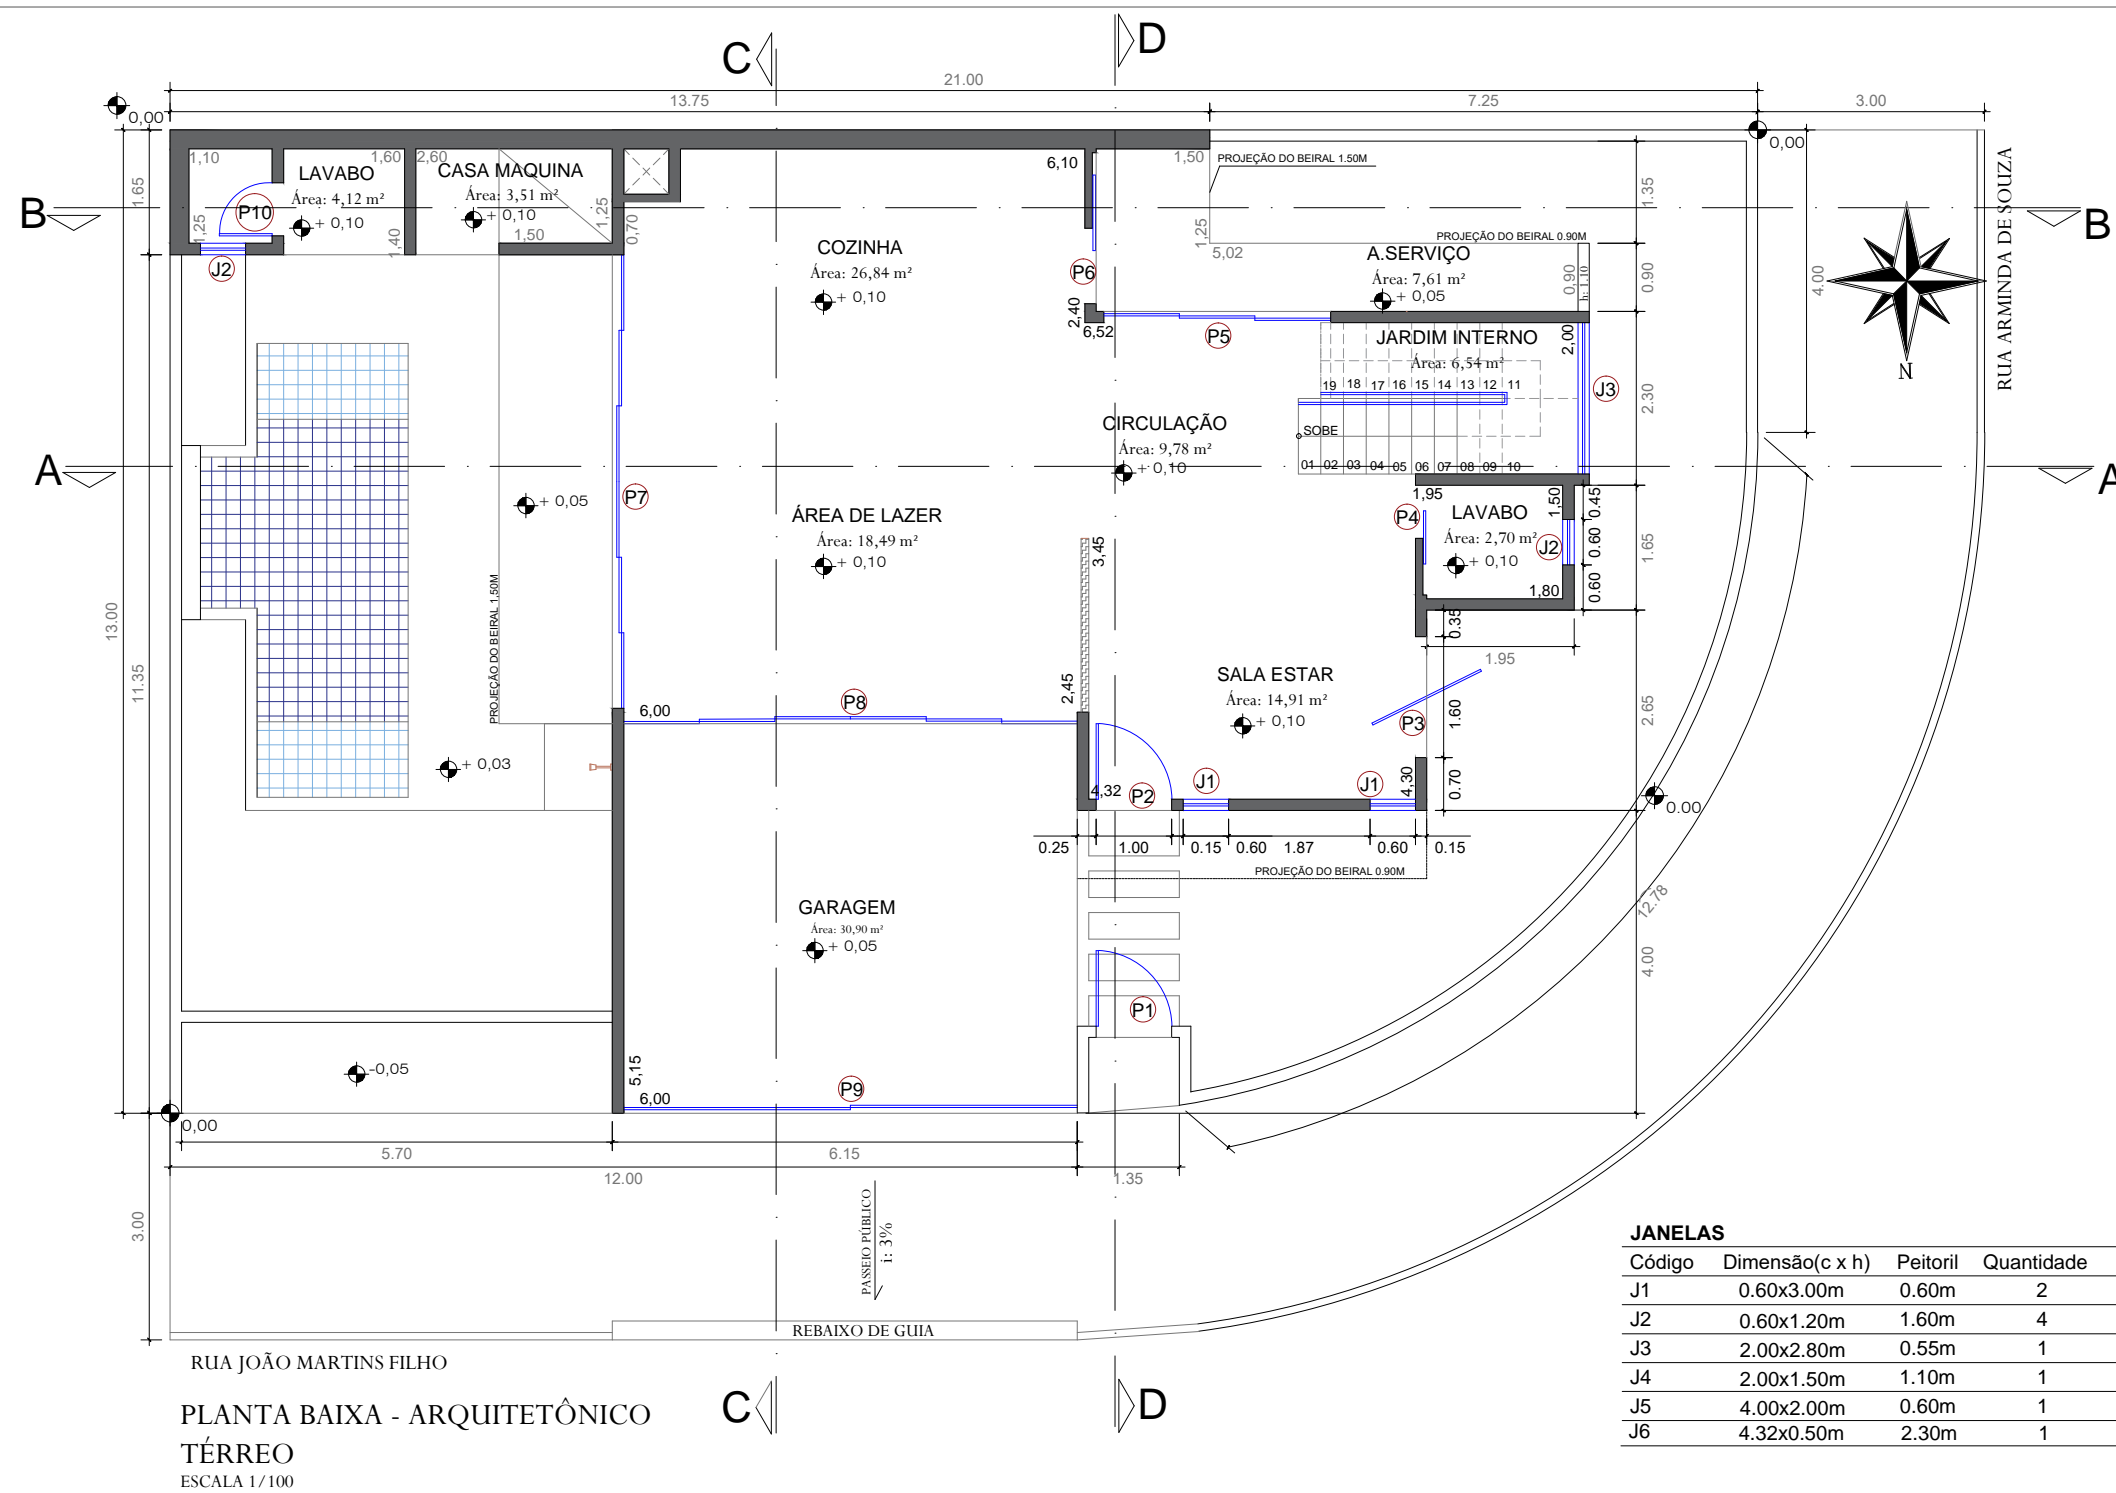 C
D
21.00
13.75
7.25
3.00
0,00
0,00
1,10
LAVABO
Área: 4,12 m²
+ 0,10
1,60
2,60
CASA MAQUINA
Área: 3,51 m²
+ 0,10
1,50
1,25
0,70
6,10
1,50
PROJEÇÃO DO BEIRAL 1.50M
1.65
B
P10
1,25
1,40
J2
COZINHA
Área: 26,84 m²
+ 0,10
P6
2,40
6,52
1,25
5,02
PROJEÇÃO DO BEIRAL 0.90M
A.SERVIÇO
Área: 7,61 m²
+ 0,05
0,90
h: 1.10
1.35
0.90
4.00
RUA ARMINDA DE SOUZA
B
N
P5
JARDIM INTERNO
Área: 6,54 m²
2,00
19 18 17 16 15 14 13 12 11
J3
2.30
CIRCULAÇÃO
Área: 9,78 m²
+ 0,10
SOBE
01 02 03 04 05 06 07 08 09 10
A
A
+ 0,05
P7
ÁREA DE LAZER
Área: 18,49 m²
+ 0,10
3,45
1,95
P4
LAVABO
Área: 2,70 m²
+ 0,10
1,50
J2
1,80
0.45
0.60
0.60
1.65
13.00
11.35
PROJEÇÃO DO BEIRAL 1.50M
0.35
1.95
SALA ESTAR
Área: 14,91 m²
+ 0,10
P3
1.60
2.65
2,45
6,00
P8
+ 0,03
4,32
P2
J1
J1
4,30
0.70
0.00
0.25
1.00
0.15
0.60
1.87
0.60
0.15
PROJEÇÃO DO BEIRAL 0.90M
12.78
4.00
GARAGEM
Área: 30,90 m²
+ 0,05
P1
-0,05
5,15
6,00
P9
0,00
5.70
6.15
12.00
1.35
3.00
PASSEIO PÚBLICO
i: 3%
REBAIXO DE GUIA
RUA JOÃO MARTINS FILHO
C
D
PLANTA BAIXA - ARQUITETÔNICO
TÉRREO
ESCALA 1/100
JANELAS
Código Dimensão(c x h) Peitoril Quantidade
J1 0.60x3.00m 0.60m 2
J2 0.60x1.20m 1.60m 4
J3 2.00x2.80m 0.55m 1
J4 2.00x1.50m 1.10m 1
J5 4.00x2.00m 0.60m 1
J6 4.32x0.50m 2.30m 1